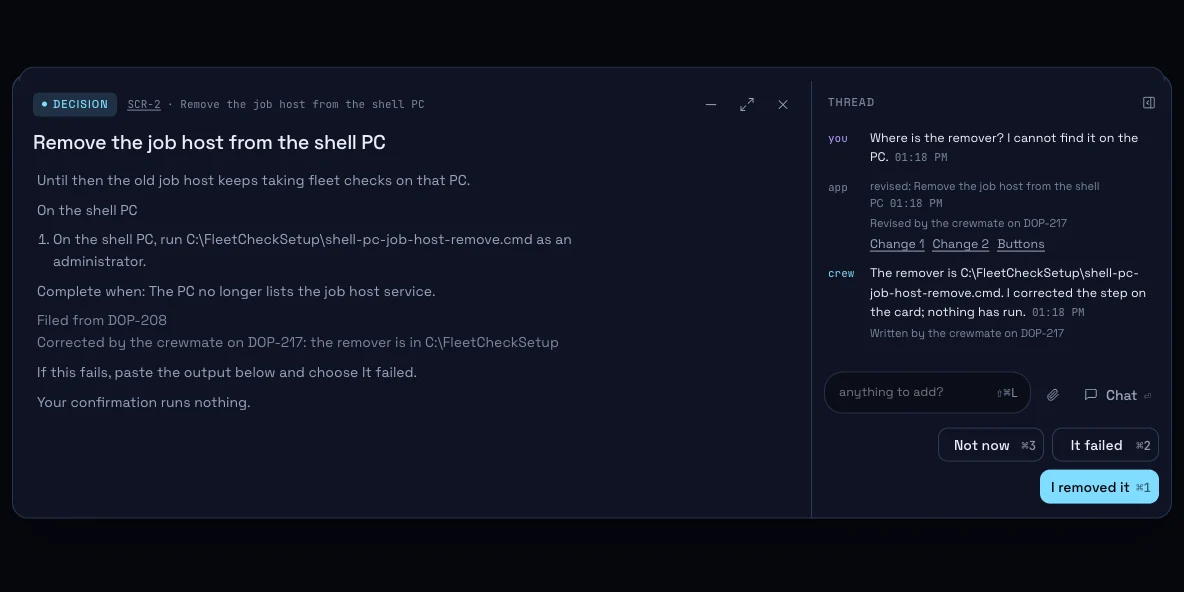 DECISION SCR-2 · Remove the job host from the shell PC
Remove the job host from the shell PC
Until then the old job host keeps taking fleet checks on that PC.
On the shell PC
1. On the shell PC, run C:\FleetCheckSetup\shell-pc-job-host-remove.cmd as an
administrator.
Complete when: The PC no longer lists the job host service.
Filed from DOP-208
Corrected by the crewmate on DOP-217: the remover is in C:\FleetCheckSetup
If this fails, paste the output below and choose It failed.
Your confirmation runs nothing.
THREAD
you Where is the remover? I cannot find it on the
PC. 01:18 PM
app revised: Remove the job host from the shell
PC 01:18 PM
Revised by the crewmate on DOP-217
Change 1 Change 2 Buttons
crew The remover is C:\FleetCheckSetup\shell-pc-
job-host-remove.cmd. I corrected the step on
the card; nothing has run. 01:18 PM
Written by the crewmate on DOP-217
anything to add? ⇧⌘L Chat ⏎
Not now ⌘3 It failed ⌘2
I removed it ⌘1